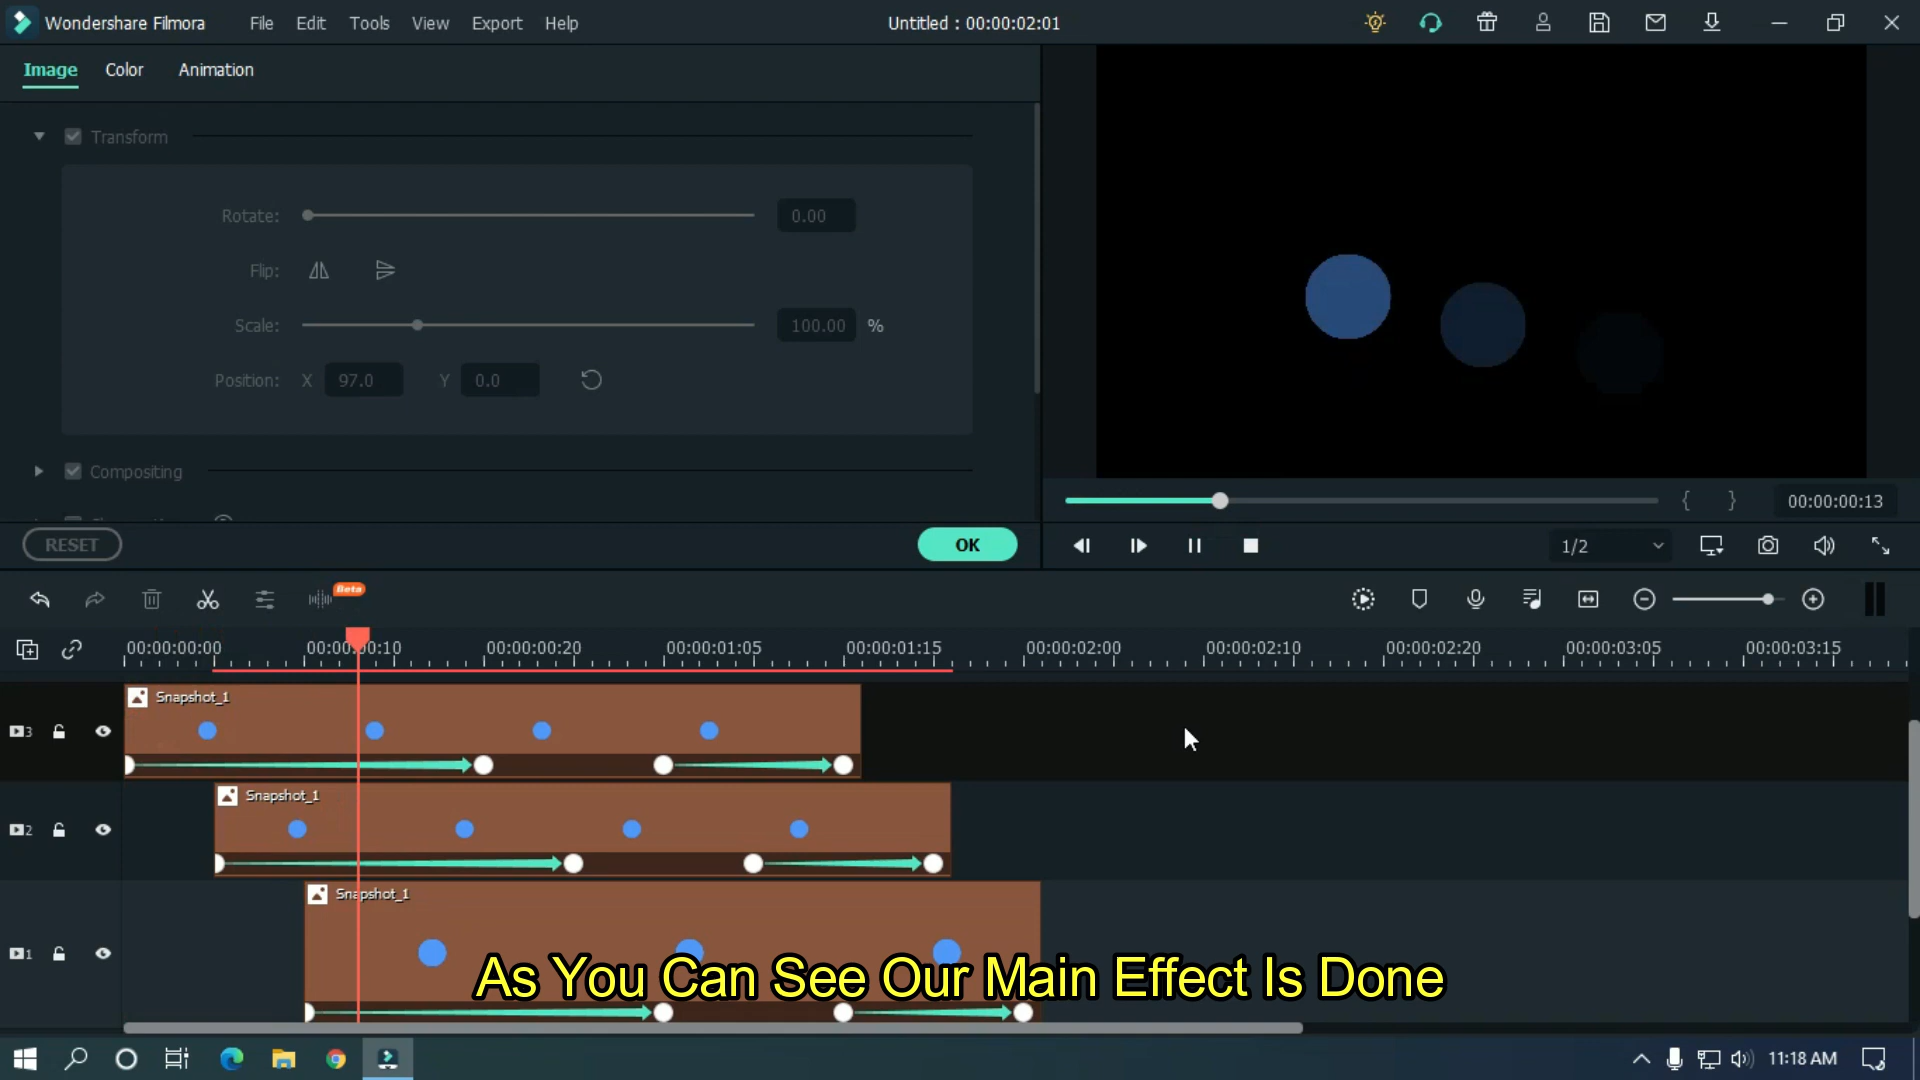 Wondershare Filmora File Edit Tools View Export Help Untitled : 00:00:02:01
Image Color Animation
Transform
Rotate: 0.00
Flip:
Scale: 100.00 %
Position: X 97.0 Y 0.0
Compositing
RESET OK
{ } 00:00:00:13
1/2
Beta
00:00:00:00 00:00:00:10 00:00:00:20 00:00:01:05 00:00:01:15 00:00:02:00 00:00:02:10 00:00:02:20 00:00:03:05 00:00:03:15
Snapshot_1
3
Snapshot_1
2
Snapshot_1
1
As You Can See Our Main Effect Is Done
11:18 AM